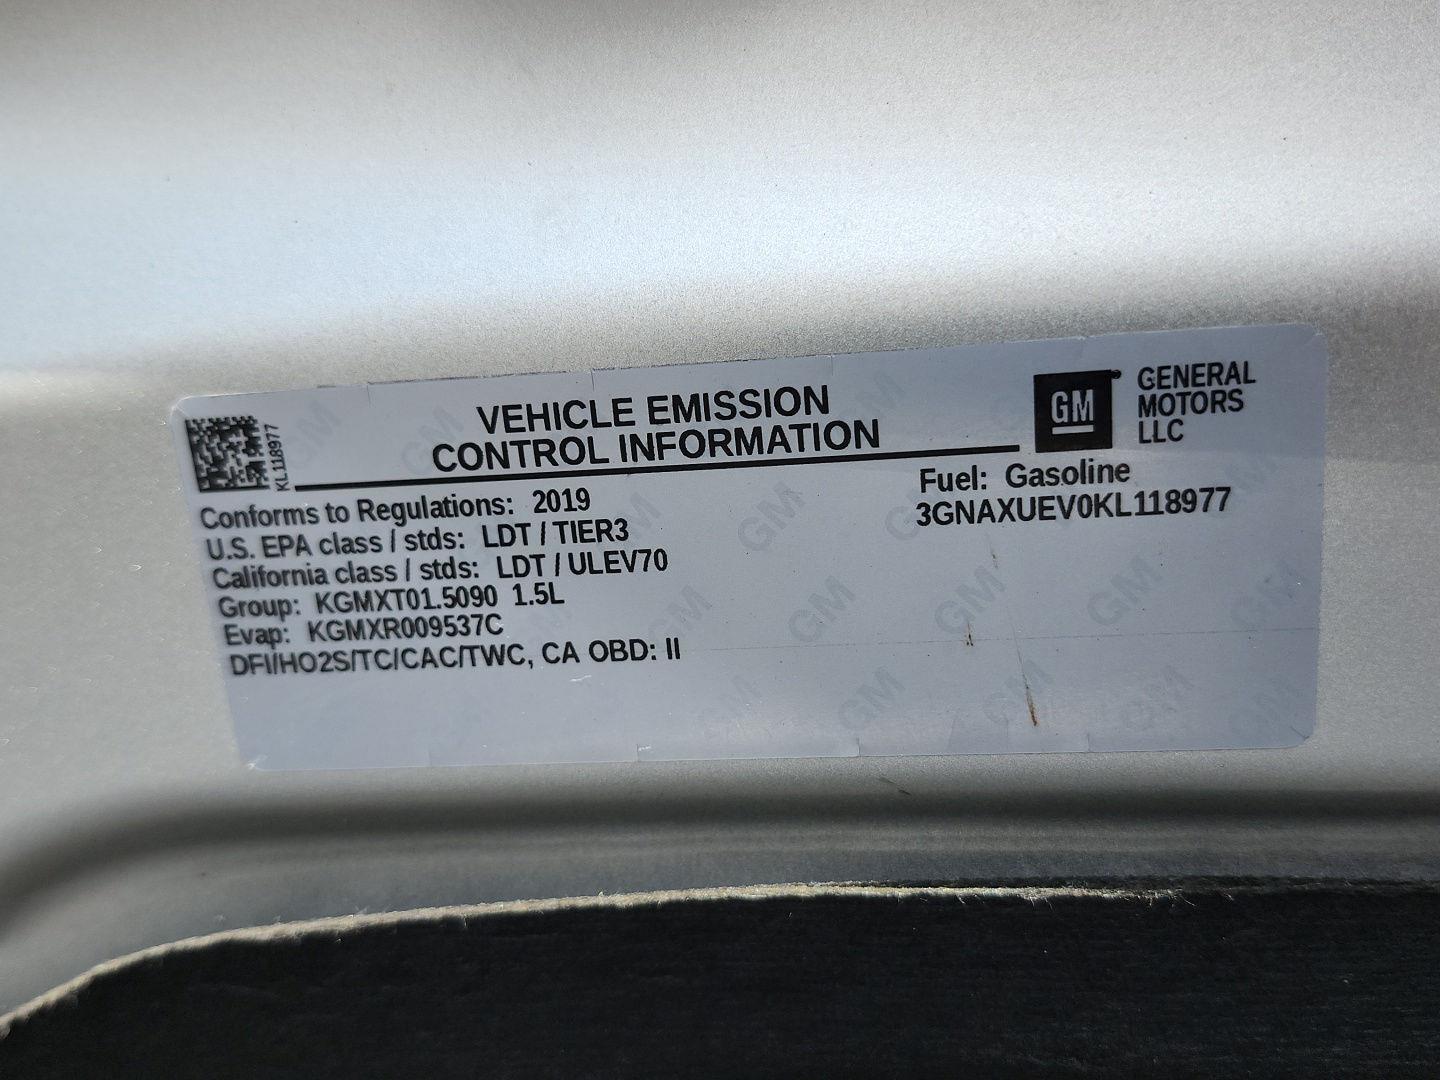 VEHICLE EMISSION
CONTROL INFORMATION
KL118977
GM
GENERAL
MOTORS
LLC
Conforms to Regulations: 2019
U.S. EPA class / stds: LDT / TIER3
California class / stds: LDT / ULEV70
Group: KGMXT01.5090 1.5L
Evap: KGMXR009537C
DFI/HO2S/TC/CAC/TWC, CA OBD: II
Fuel: Gasoline
3GNAXUEV0KL118977